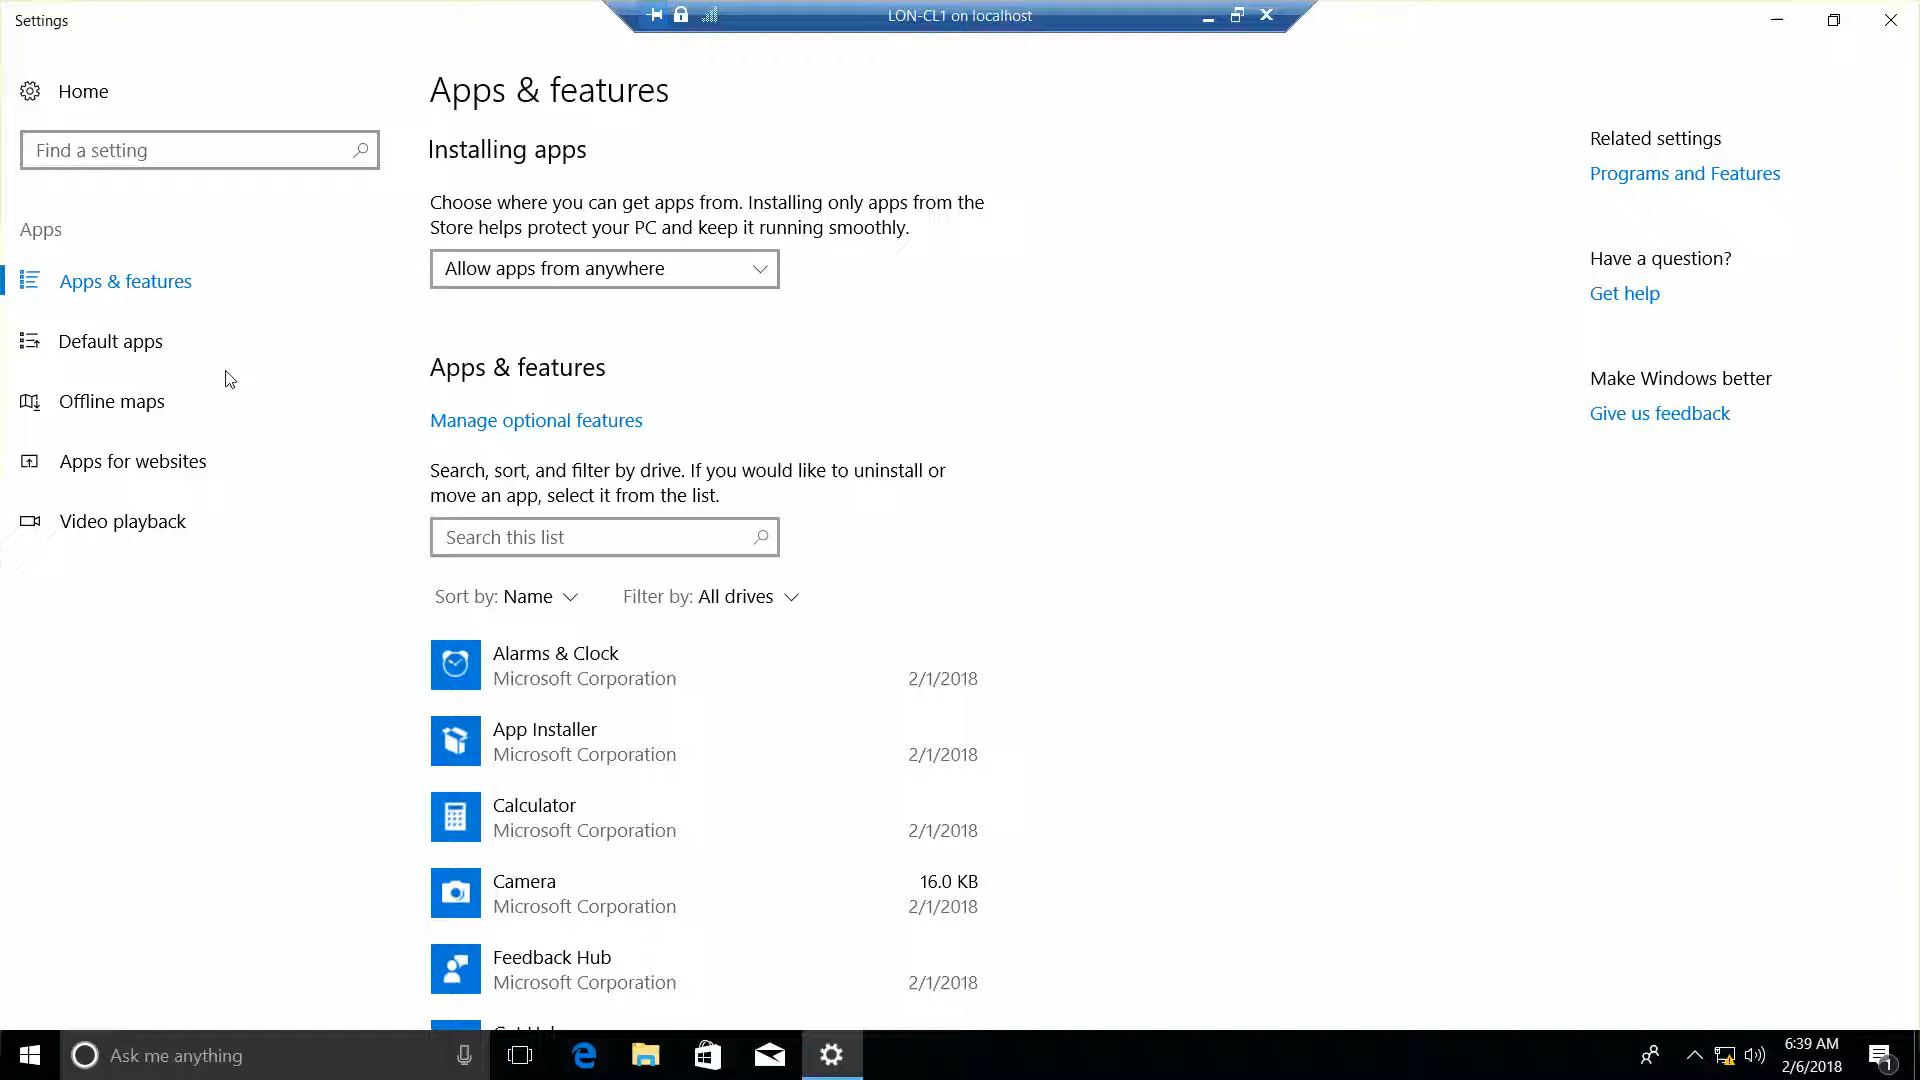 Settings
LON-CL1 on localhost
Home
Find a setting
Apps
Apps & features
Default apps
Offline maps
Apps for websites
Video playback
Apps & features
Installing apps
Choose where you can get apps from. Installing only apps from the
Store helps protect your PC and keep it running smoothly.
Allow apps from anywhere
Apps & features
Manage optional features
Search, sort, and filter by drive. If you would like to uninstall or
move an app, select it from the list.
Search this list
Sort by: Name Filter by: All drives
Alarms & Clock
Microsoft Corporation 2/1/2018
App Installer
Microsoft Corporation 2/1/2018
Calculator
Microsoft Corporation 2/1/2018
Camera 16.0 KB
Microsoft Corporation 2/1/2018
Feedback Hub
Microsoft Corporation 2/1/2018
Related settings
Programs and Features
Have a question?
Get help
Make Windows better
Give us feedback
Ask me anything
6:39 AM
2/6/2018
1